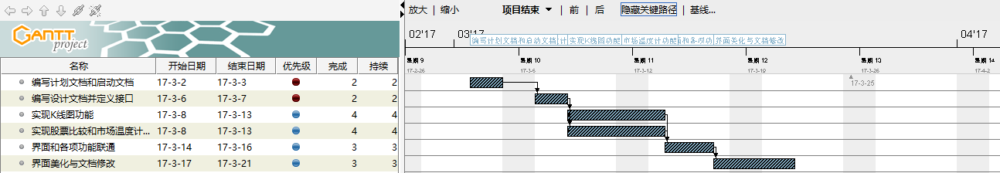 放大 | 缩小 项目结束 | 前 | 后 隐藏关键路径 | 基线...
GANTT
project
02'17 03'17 04'17
编写计划文档和启动文档 计 实现K线图功能 市场温度计功能 和各项功 界面美化与文档修改
名称 开始日期 结束日期 优先级 完成 持续
星期 9 星期 10 星期 11 星期 12 星期 13 星期 14
17-2-26 17-3-5 17-3-12 17-3-19 17-3-26 17-4-2
编写计划文档和启动文档 17-3-2 17-3-3 2 2
17-3-25
编写设计文档并定义接口 17-3-6 17-3-7 2 2
实现K线图功能 17-3-8 17-3-13 4 4
实现股票比较和市场温度计... 17-3-8 17-3-13 4 4
界面和各项功能联通 17-3-14 17-3-16 3 3
界面美化与文档修改 17-3-17 17-3-21 3 3